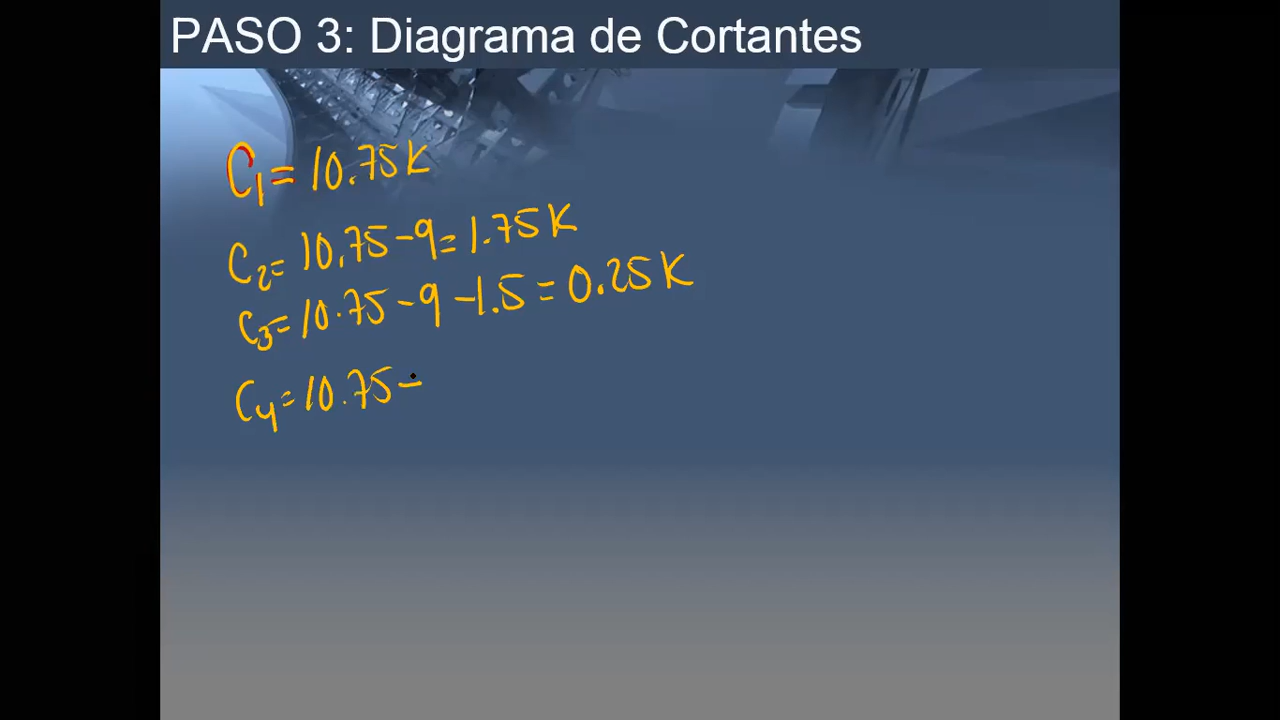 PASO 3: Diagrama de Cortantes
C₁ = 10.75 K
C₂ = 10.75 - 9 = 1.75 K
C₃ = 10.75 - 9 - 1.5 = 0.25 K
C₄ = 10.75 -